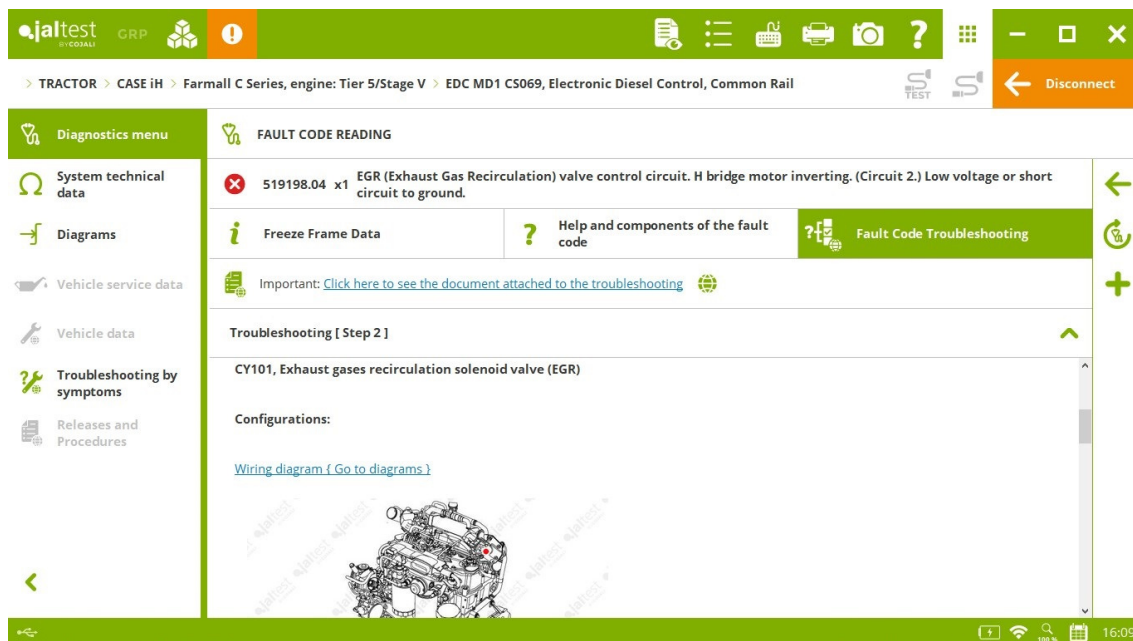 jaltest GRP
BY COJALI
TEST
> TRACTOR > CASE iH > Farmall C Series, engine: Tier 5/Stage V > EDC MD1 CS069, Electronic Diesel Control, Common Rail
Disconnect
Diagnostics menu
FAULT CODE READING
System technical
data
519198.04 x1
EGR (Exhaust Gas Recirculation) valve control circuit. H bridge motor inverting. (Circuit 2.) Low voltage or short
circuit to ground.
Diagrams
Freeze Frame Data
Help and components of the fault
code
Fault Code Troubleshooting
Vehicle service data
Important: Click here to see the document attached to the troubleshooting
Vehicle data
Troubleshooting [ Step 2 ]
Troubleshooting by
symptoms
CY101, Exhaust gases recirculation solenoid valve (EGR)
Releases and
Procedures
Configurations:
Wiring diagram { Go to diagrams }
jaltest
jaltest
jaltest
jaltest
100 %
16:09